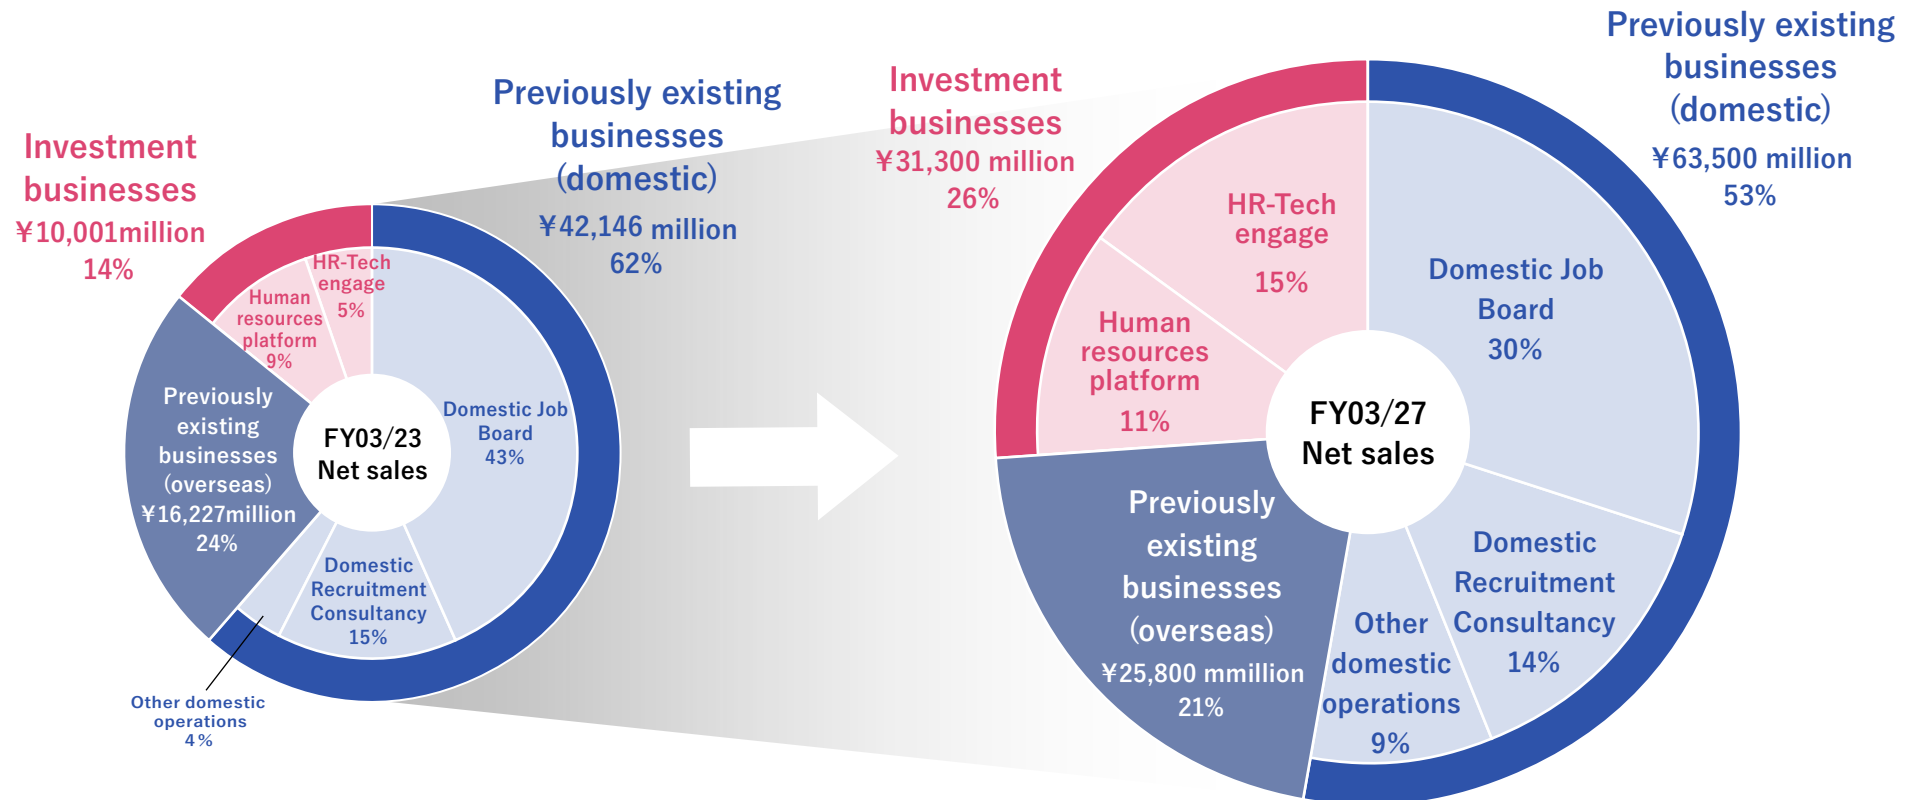 Investment
businesses
¥10,001million
14%
Previously existing
businesses
(domestic)
¥42,146 million
62%
HR-Tech
engage
5%
Human
resources
platform
9%
Previously
existing
businesses
(overseas)
¥16,227million
24%
FY03/23
Net sales
Domestic Job
Board
43%
Domestic
Recruitment
Consultancy
15%
Other domestic
operations
4%
Investment
businesses
¥31,300 million
26%
Previously existing
businesses
(domestic)
¥63,500 million
53%
HR-Tech
engage
15%
Human
resources
platform
11%
Domestic Job
Board
30%
FY03/27
Net sales
Previously
existing
businesses
(overseas)
¥25,800 mmillion
21%
Domestic
Recruitment
Consultancy
14%
Other
domestic
operations
9%